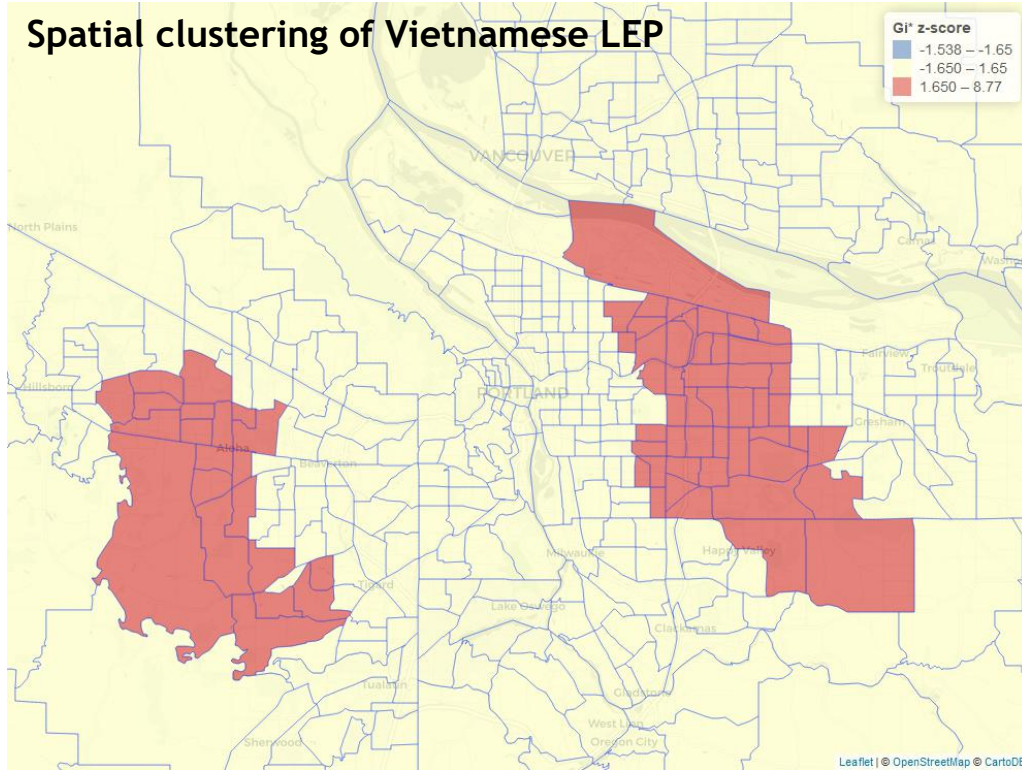 Spatial clustering of Vietnamese LEP
Gi* z-score
-1.538 – -1.65
-1.650 – 1.65
1.650 – 8.77
VANCOUVER
North Plains
Camas
Fairview
Troutdale
Hillsboro
PORTLAND
Gresham
Aloha
Beaverton
Milwaukie
Happy Valley
Tigard
Lake Oswego
Clackamas
Tualatin
Gladstone
West Linn
Oregon City
Sherwood
Leaflet | © OpenStreetMap © CartoDB